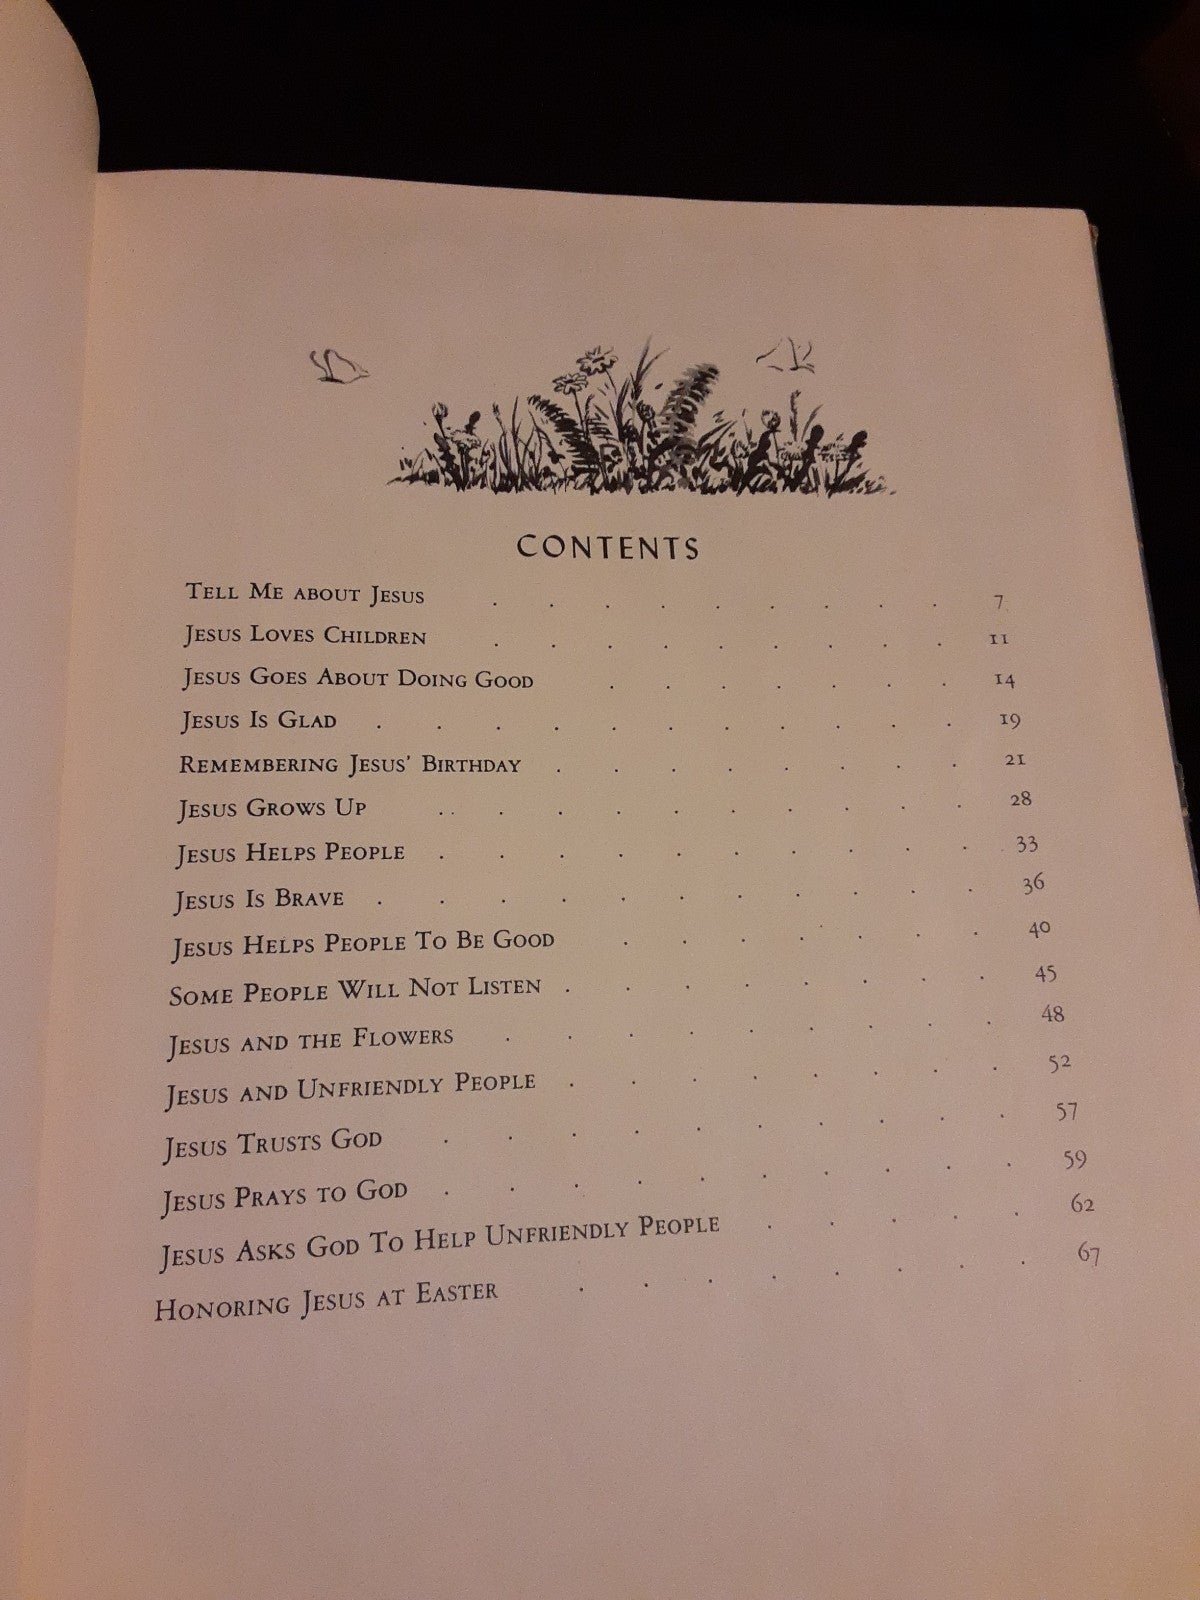 CONTENTS
TELL ME ABOUT JESUS . . . . . . . . . 7
JESUS LOVES CHILDREN . . . . . . . . . 11
JESUS GOES ABOUT DOING GOOD . . . . . . . 14
JESUS IS GLAD . . . . . . . . . . . 19
REMEMBERING JESUS' BIRTHDAY . . . . . . . . 21
JESUS GROWS UP . . . . . . . . . . 28
JESUS HELPS PEOPLE . . . . . . . . . . 33
JESUS IS BRAVE . . . . . . . . . . . 36
JESUS HELPS PEOPLE TO BE GOOD . . . . . . . 40
SOME PEOPLE WILL NOT LISTEN . . . . . . . . 45
JESUS AND THE FLOWERS . . . . . . . . . 48
JESUS AND UNFRIENDLY PEOPLE . . . . . . . . 52
JESUS TRUSTS GOD . . . . . . . . . . 57
JESUS PRAYS TO GOD . . . . . . . . . . 59
JESUS ASKS GOD TO HELP UNFRIENDLY PEOPLE . . . . . 62
HONORING JESUS AT EASTER . . . . . . . . 67